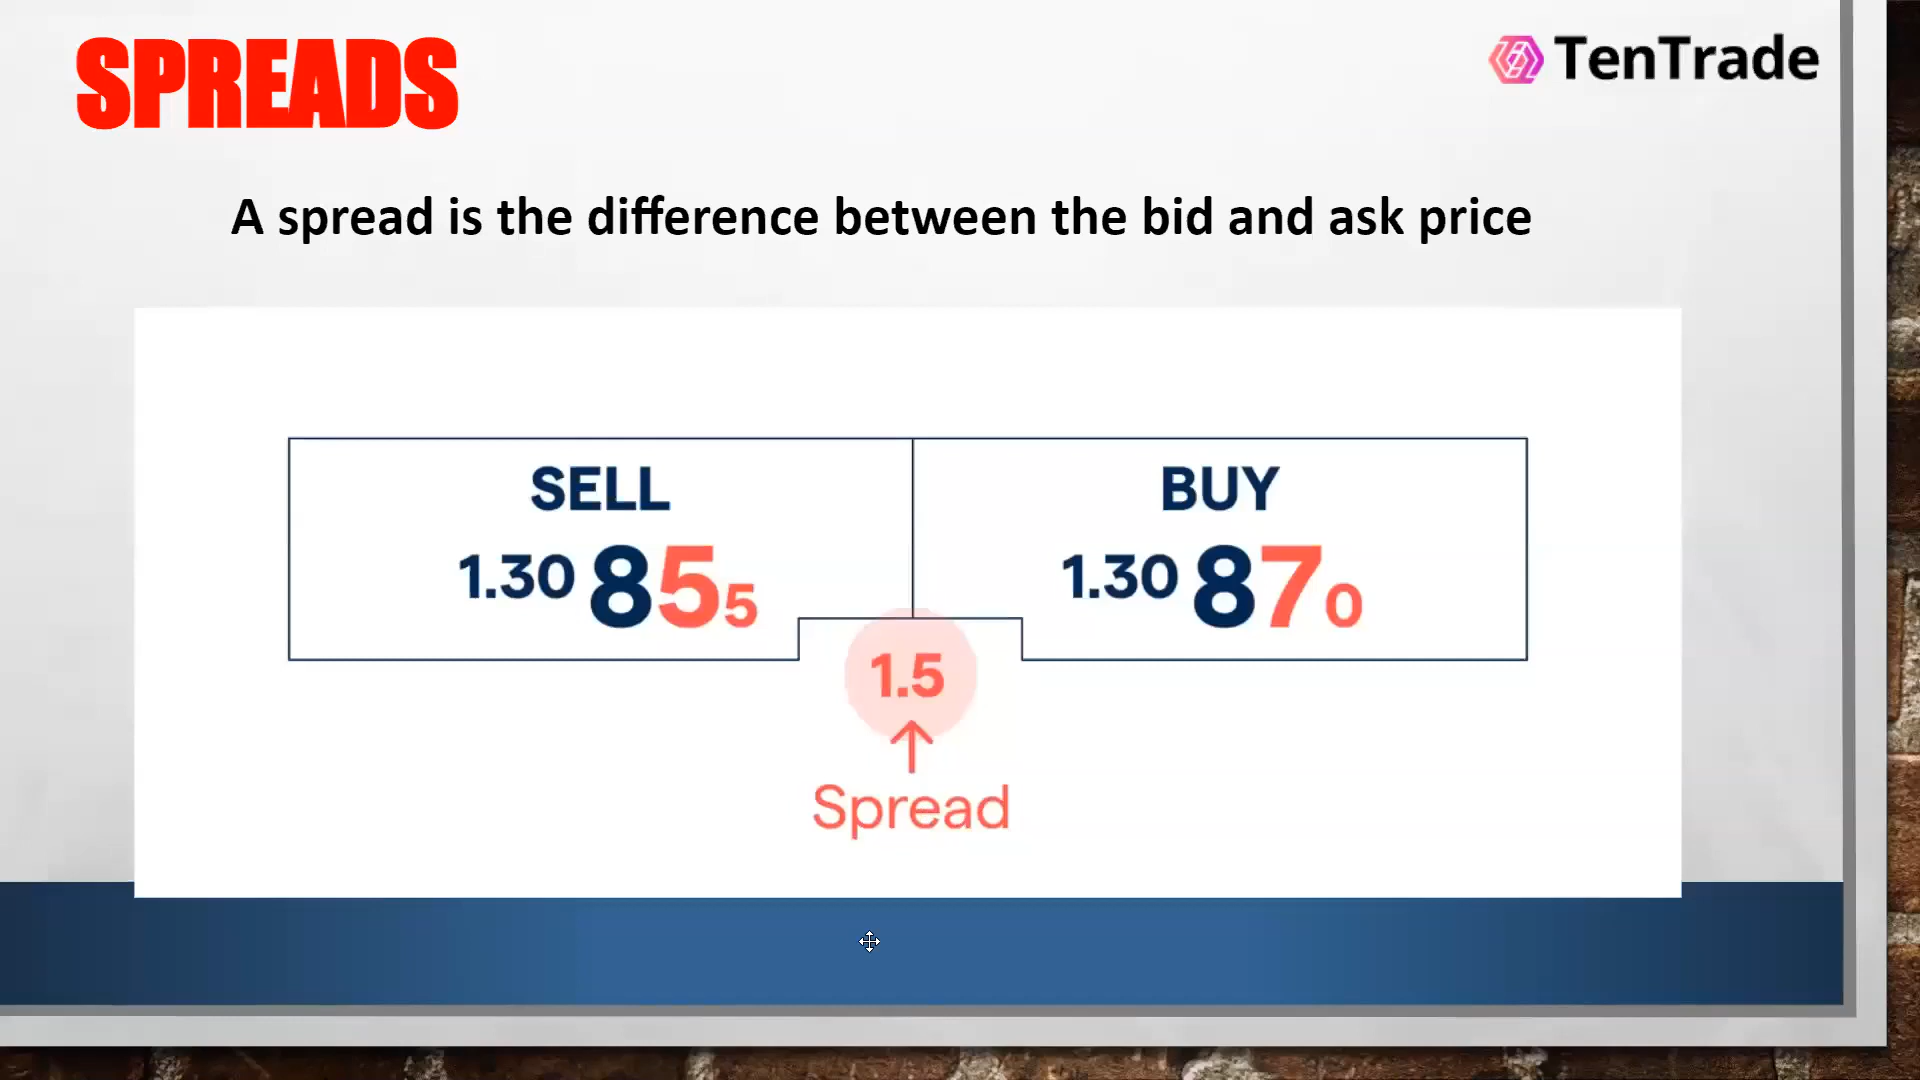 SPREADS
TenTrade
A spread is the difference between the bid and ask price
SELL
BUY
1.30855
1.30870
1.5
Spread